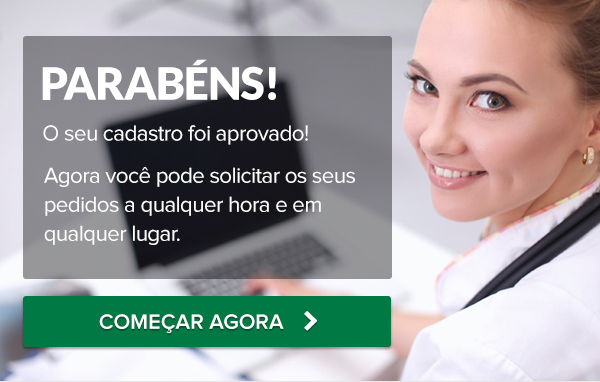 PARABÉNS!
O seu cadastro foi aprovado!
Agora você pode solicitar os seus
pedidos a qualquer hora e em
qualquer lugar.
COMEÇAR AGORA